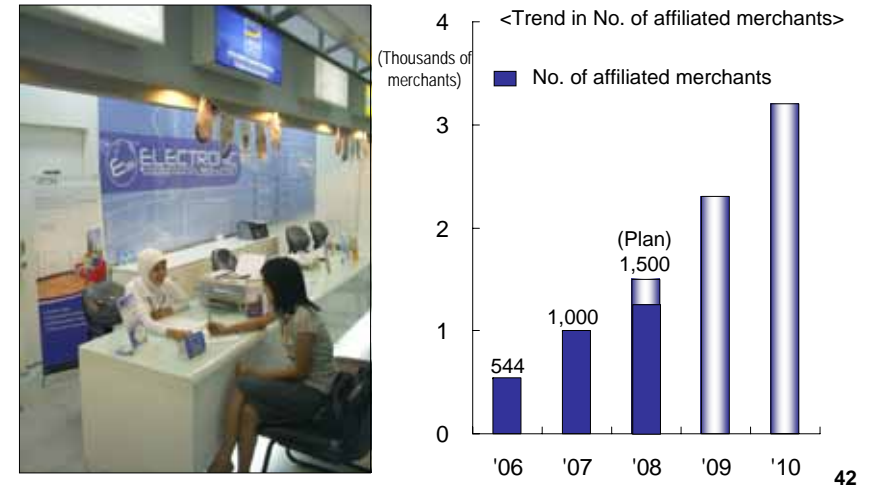 ELECTRONIC
<Trend in No. of affiliated merchants>
(Thousands of
merchants)
No. of affiliated merchants
4
3
2
1
0
544
1,000
(Plan)
1,500
'06
'07
'08
'09
'10
42